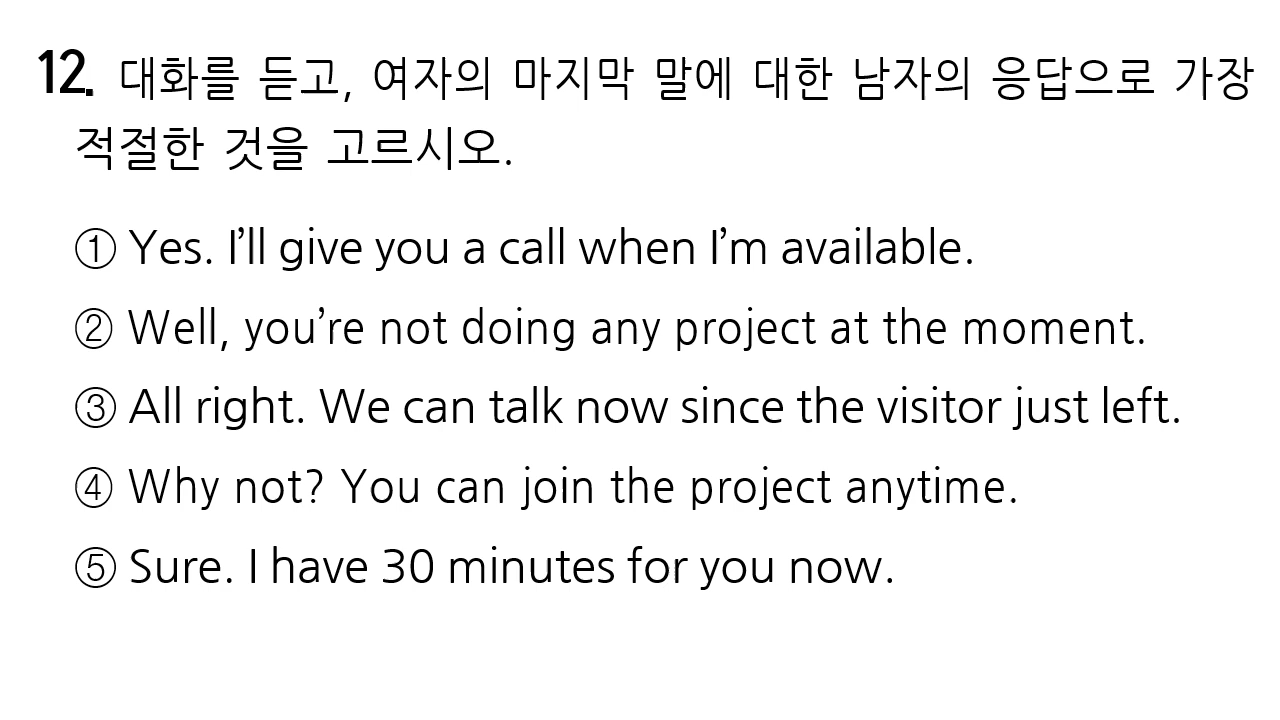 12. 대화를 듣고, 여자의 마지막 말에 대한 남자의 응답으로 가장
적절한 것을 고르시오.
① Yes. I’ll give you a call when I’m available.
② Well, you’re not doing any project at the moment.
③ All right. We can talk now since the visitor just left.
④ Why not? You can join the project anytime.
⑤ Sure. I have 30 minutes for you now.